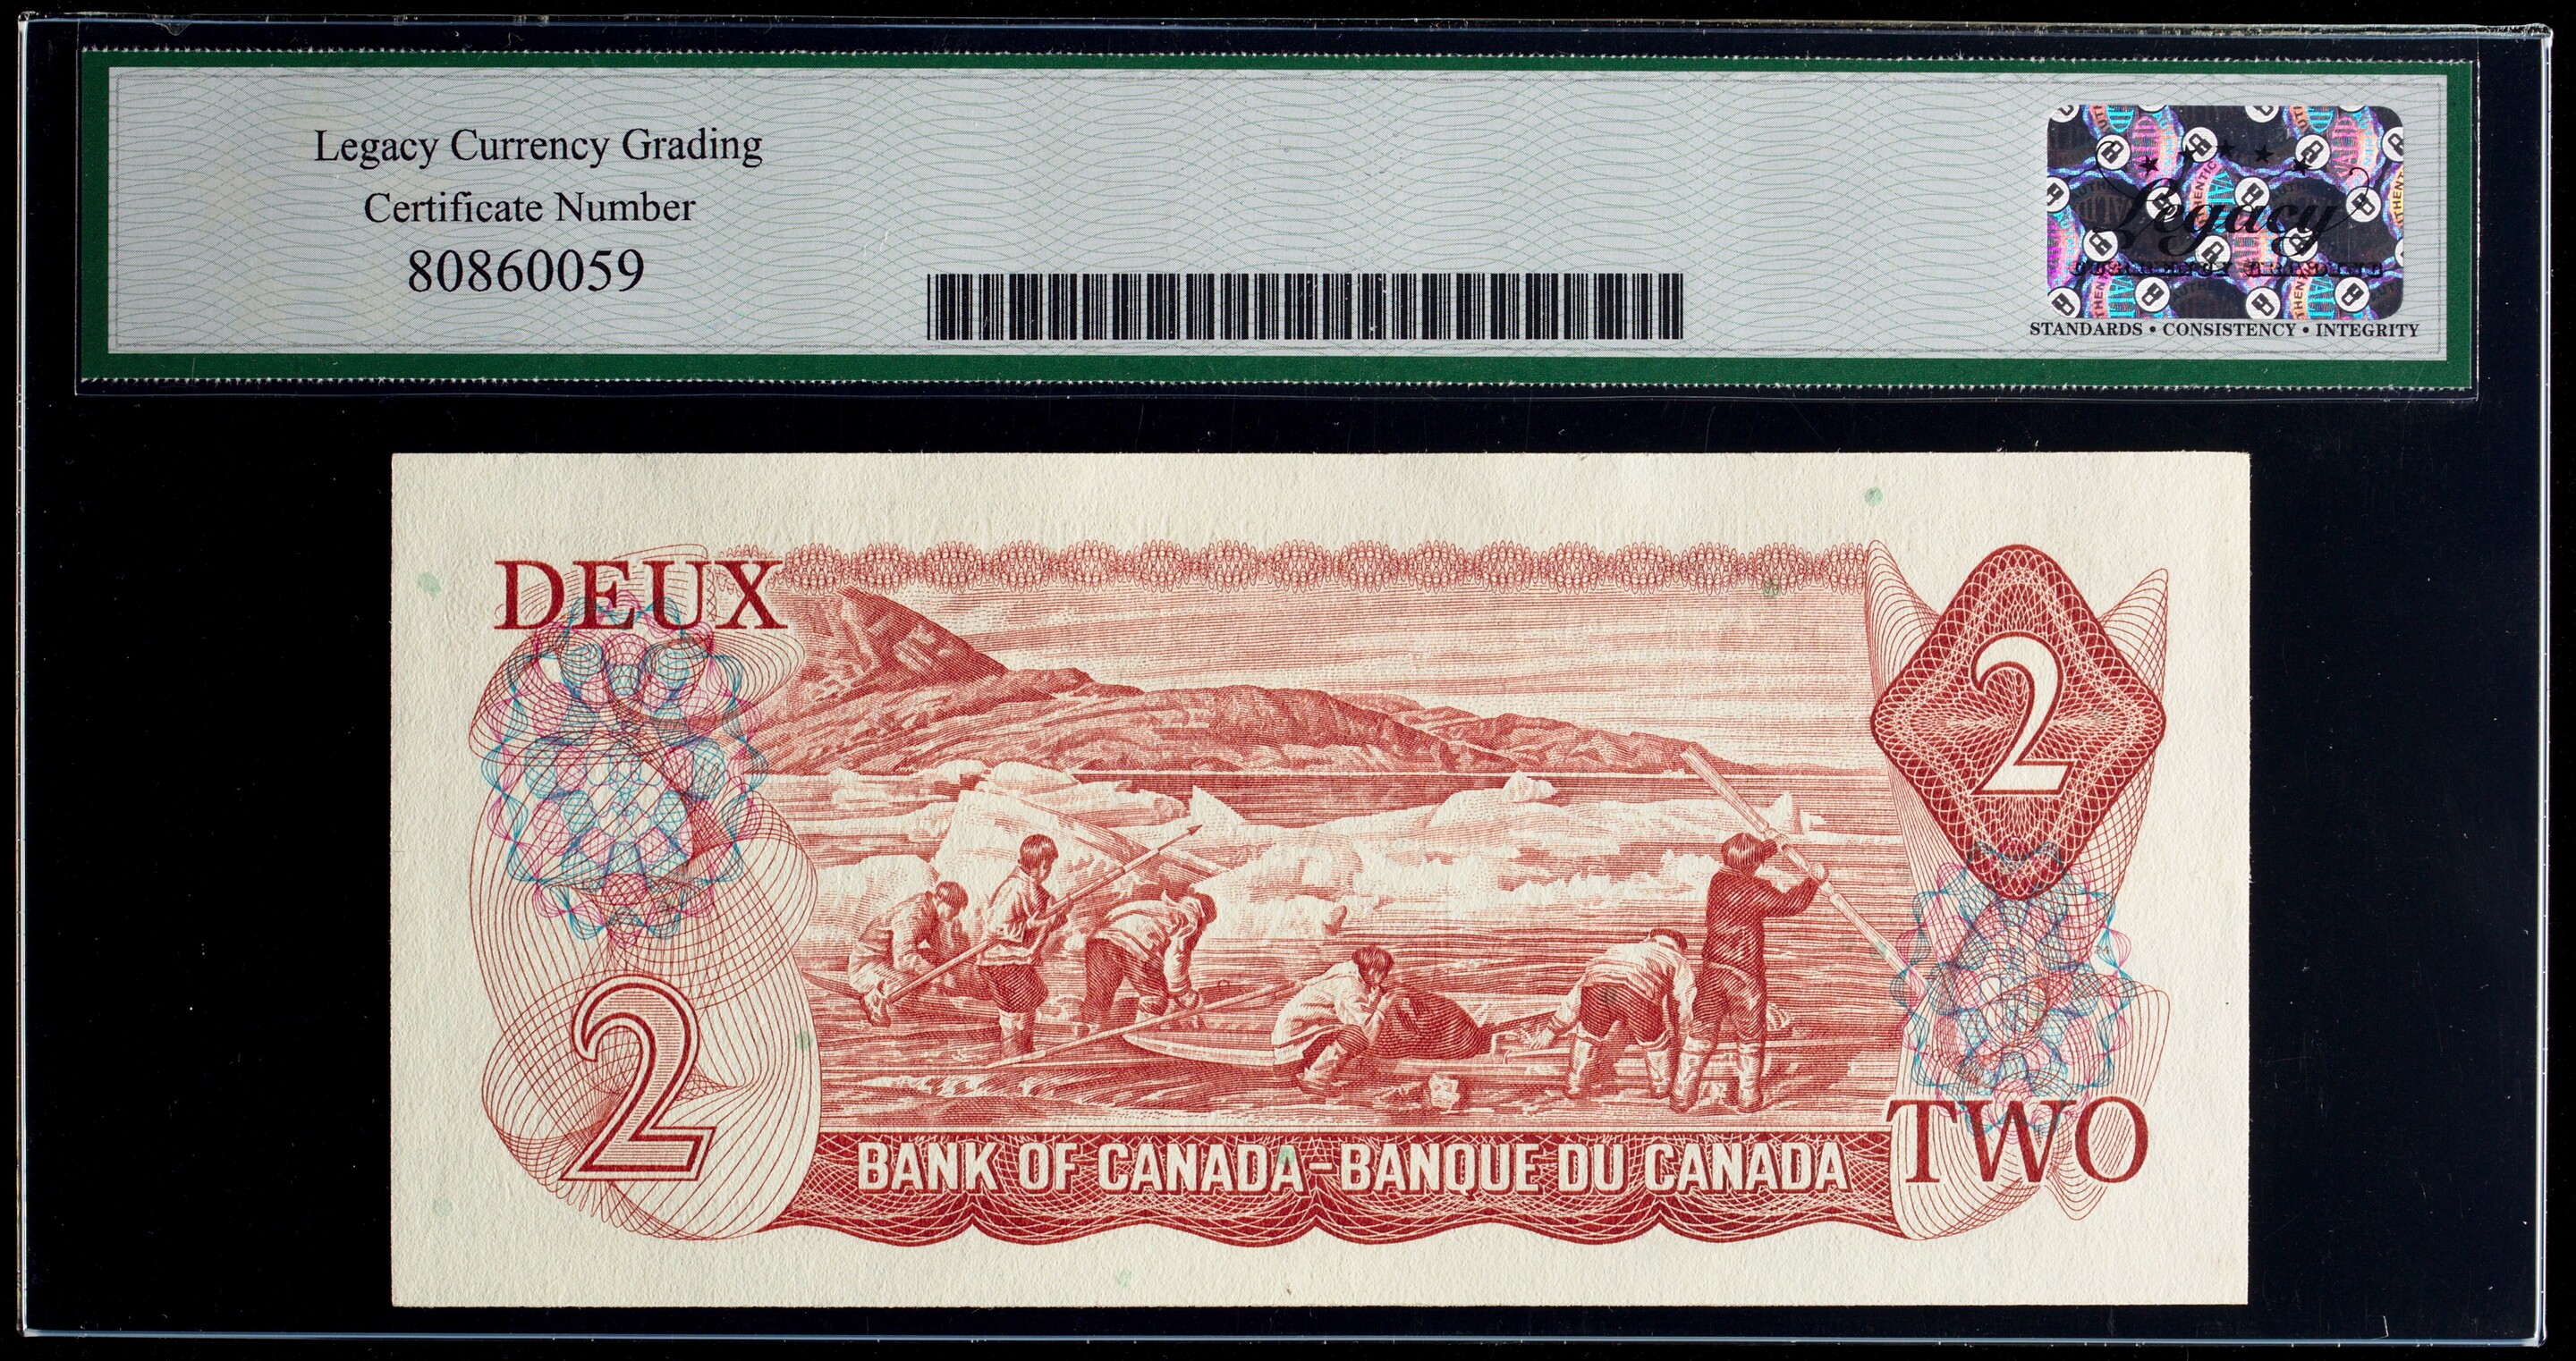 Legacy Currency Grading
Certificate Number
80860059
Legacy
STANDARDS • CONSISTENCY • INTEGRITY
DEUX
2
2
BANK OF CANADA - BANQUE DU CANADA
TWO